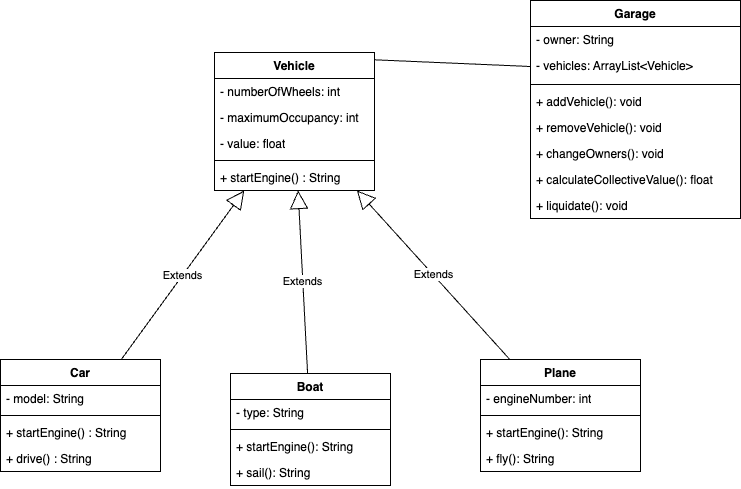 Garage
- owner: String
- vehicles: ArrayList<Vehicle>
+ addVehicle(): void
+ removeVehicle(): void
+ changeOwners(): void
+ calculateCollectiveValue(): float
+ liquidate(): void
Vehicle
- numberOfWheels: int
- maximumOccupancy: int
- value: float
+ startEngine() : String
Extends
Extends
Extends
Car
- model: String
+ startEngine() : String
+ drive() : String
Boat
- type: String
+ startEngine(): String
+ sail(): String
Plane
- engineNumber: int
+ startEngine(): String
+ fly(): String